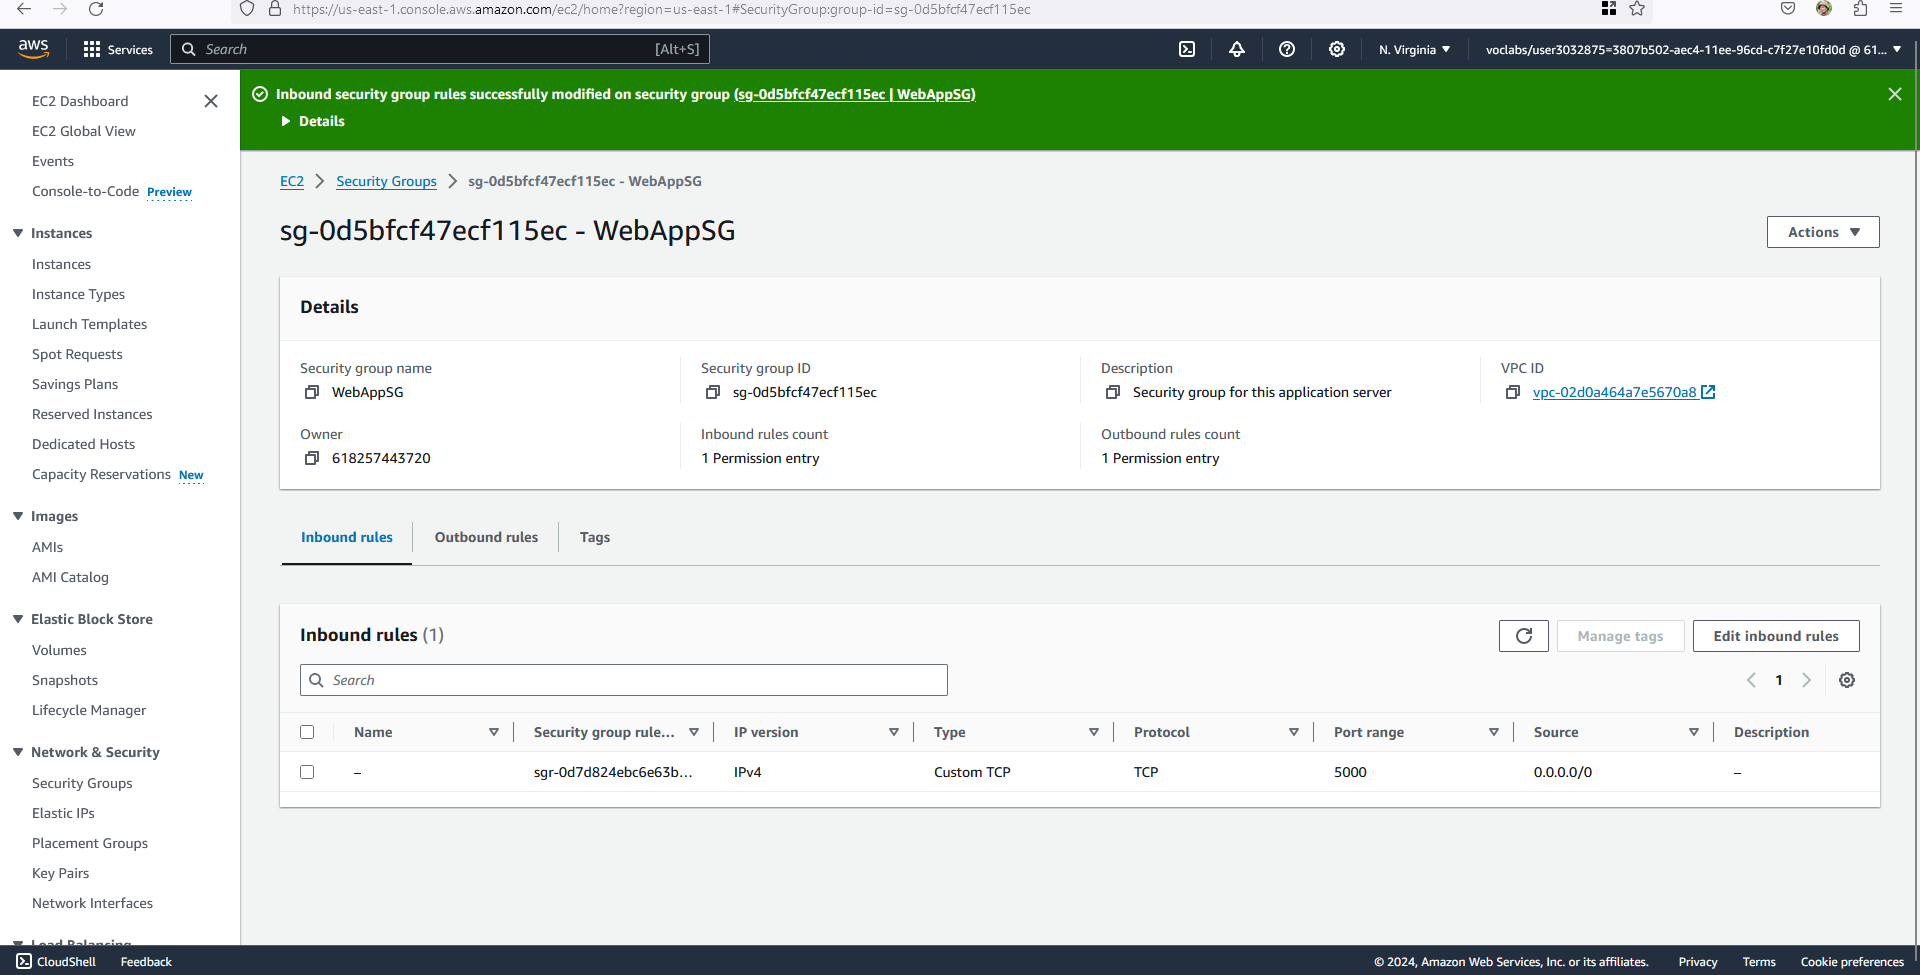 https://us-east-1.console.aws.amazon.com/ec2/home?region=us-east-1#SecurityGroup:group-id=sg-0d5bfcf47ecf115ec
aws
Services
Search
[Alt+S]
N. Virginia
voclabs/user3032875=3807b502-aec4-11ee-96cd-c7f27e10fd0d @ 61...
EC2 Dashboard
EC2 Global View
Events
Console-to-Code Preview
Instances
Instances
Instance Types
Launch Templates
Spot Requests
Savings Plans
Reserved Instances
Dedicated Hosts
Capacity Reservations New
Images
AMIs
AMI Catalog
Elastic Block Store
Volumes
Snapshots
Lifecycle Manager
Network & Security
Security Groups
Elastic IPs
Placement Groups
Key Pairs
Network Interfaces
Load Balancing
Inbound security group rules successfully modified on security group (sg-0d5bfcf47ecf115ec | WebAppSG)
Details
EC2 > Security Groups > sg-0d5bfcf47ecf115ec - WebAppSG
sg-0d5bfcf47ecf115ec - WebAppSG
Actions
Details
Security group name
WebAppSG
Security group ID
sg-0d5bfcf47ecf115ec
Description
Security group for this application server
VPC ID
vpc-02d0a464a7e5670a8
Owner
618257443720
Inbound rules count
1 Permission entry
Outbound rules count
1 Permission entry
Inbound rules
Outbound rules
Tags
Inbound rules (1)
Manage tags
Edit inbound rules
Search
1
Name Security group rule... IP version Type Protocol Port range Source Description
– sgr-0d7d824ebc6e63b... IPv4 Custom TCP TCP 5000 0.0.0.0/0 –
CloudShell
Feedback
© 2024, Amazon Web Services, Inc. or its affiliates.
Privacy
Terms
Cookie preferences